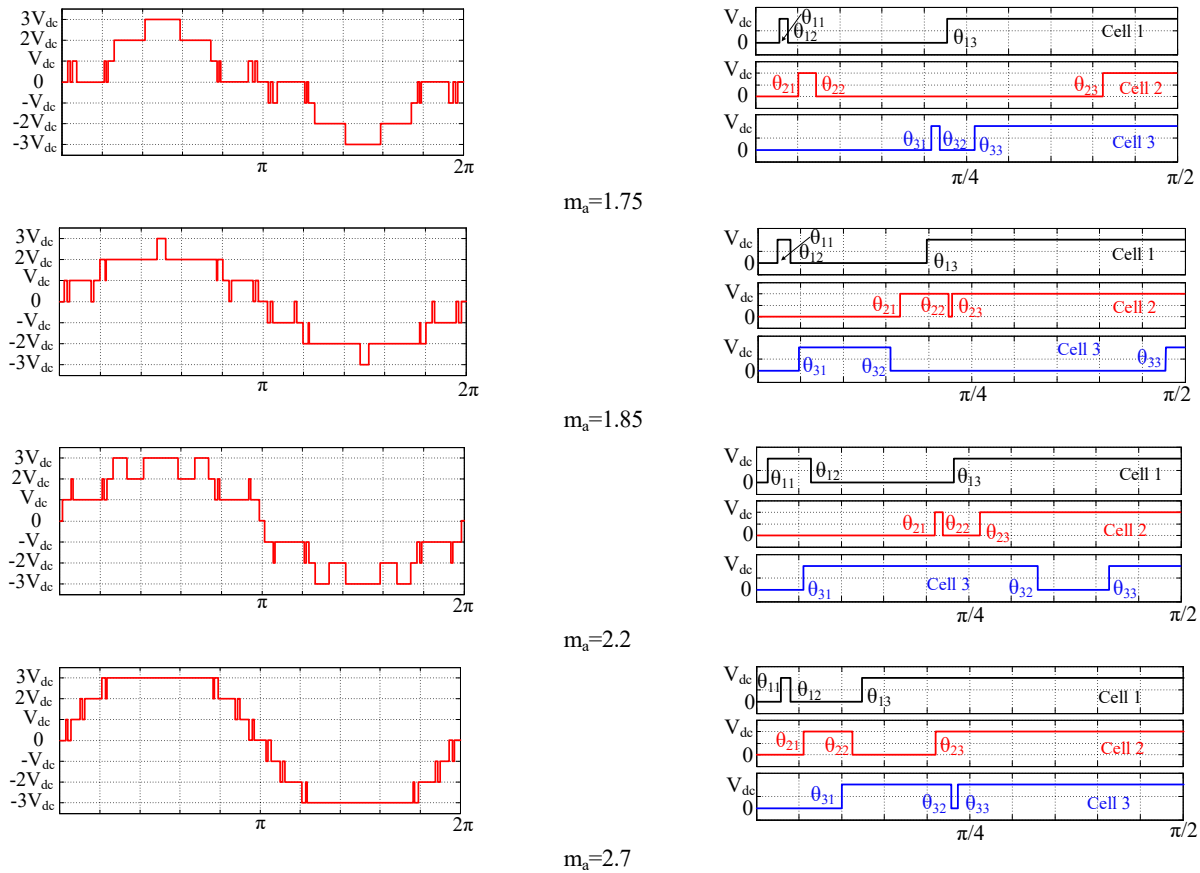 3V_dc
2V_dc
V_dc
0
-V_dc
-2V_dc
-3V_dc
π 2π
V_dc
0
θ_11
θ_12
θ_13
Cell 1
V_dc
0
θ_21 θ_22 θ_23
Cell 2
V_dc
0
θ_31 θ_32 θ_33
Cell 3
π/4 π/2
m_a=1.75
3V_dc
2V_dc
V_dc
0
-V_dc
-2V_dc
-3V_dc
π 2π
V_dc
0
θ_11
θ_12
θ_13
Cell 1
V_dc
0
θ_21 θ_22 θ_23
Cell 2
V_dc
0
θ_31 θ_32 θ_33
Cell 3
π/4 π/2
m_a=1.85
3V_dc
2V_dc
V_dc
0
-V_dc
-2V_dc
-3V_dc
π 2π
V_dc
0
θ_11 θ_12 θ_13
Cell 1
V_dc
0
θ_21 θ_22 θ_23
Cell 2
V_dc
0
θ_31 Cell 3 θ_32 θ_33
π/4 π/2
m_a=2.2
3V_dc
2V_dc
V_dc
0
-V_dc
-2V_dc
-3V_dc
π 2π
V_dc
0
θ_11 θ_12 θ_13
Cell 1
V_dc
0
θ_21 θ_22 θ_23
Cell 2
V_dc
0
θ_31 θ_32 θ_33
Cell 3
π/4 π/2
m_a=2.7